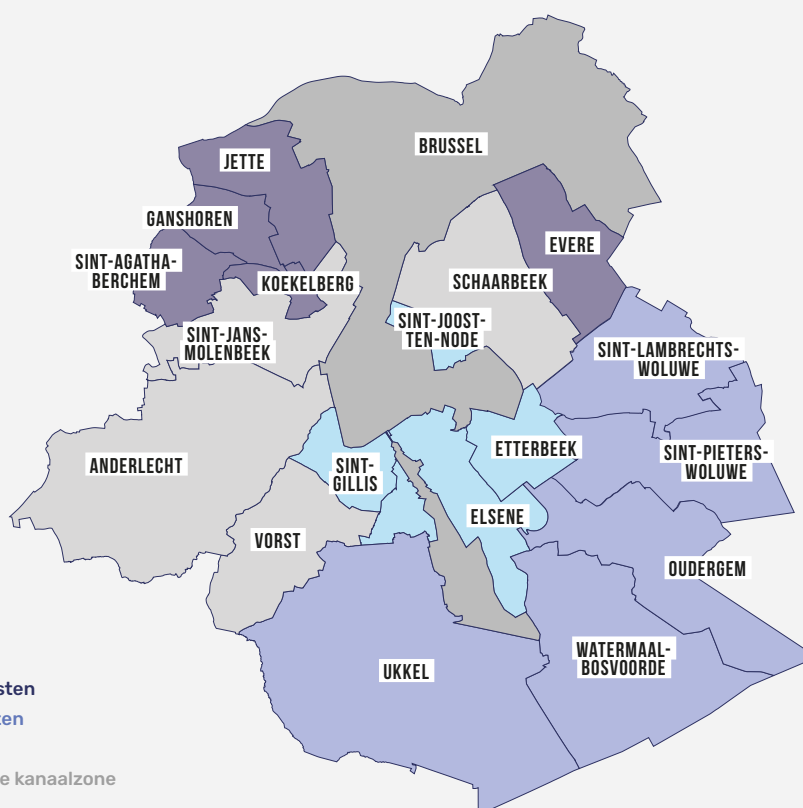 BRUSSEL
JETTE
GANSHOREN
EVERE
SINT-AGATHA-
BERCHEM
KOEKELBERG
SCHAARBEEK
SINT-JOOST-
TEN-NODE
SINT-JANS-
MOLENBEEK
SINT-LAMBRECHTS-
WOLUWE
ANDERLECHT
SINT-
GILLIS
ETTERBEEK
SINT-PIETERS-
WOLUWE
ELSENE
VORST
OUDERGEM
WATERMAAL-
BOSVOORDE
UKKEL
sten
ten
e kanaalzone